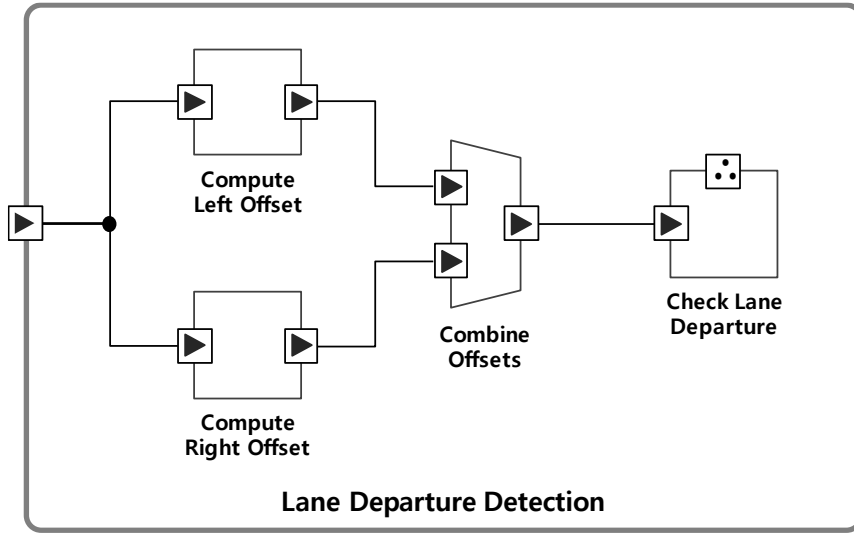 Compute
Left Offset
Combine
Offsets
Check Lane
Departure
Compute
Right Offset
Lane Departure Detection